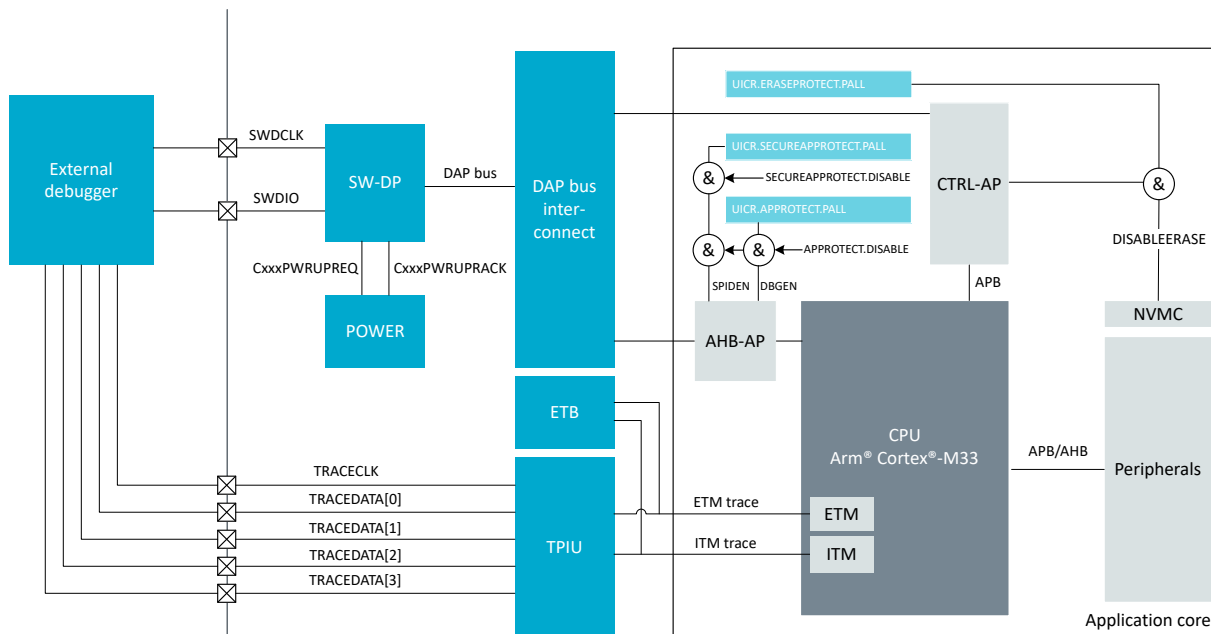 UICR.ERASEPROTECT.PALL
SWDCLK
UICR.SECUREAPPROTECT.PALL
External
debugger
SW-DP
DAP bus
DAP bus
inter-
connect
&
SECUREAPPROTECT.DISABLE
CTRL-AP
&
SWDIO
UICR.APPROTECT.PALL
DISABLEERASE
&
&
APPROTECT.DISABLE
CxxxPWRUPREQ
CxxxPWRUPRACK
SPIDEN
DBGEN
APB
POWER
AHB-AP
NVMC
ETB
CPU
Arm® Cortex®-M33
APB/AHB
Peripherals
TRACECLK
TRACEDATA[0]
ETM trace
ETM
TRACEDATA[1]
TPIU
ITM trace
ITM
TRACEDATA[2]
TRACEDATA[3]
Application core